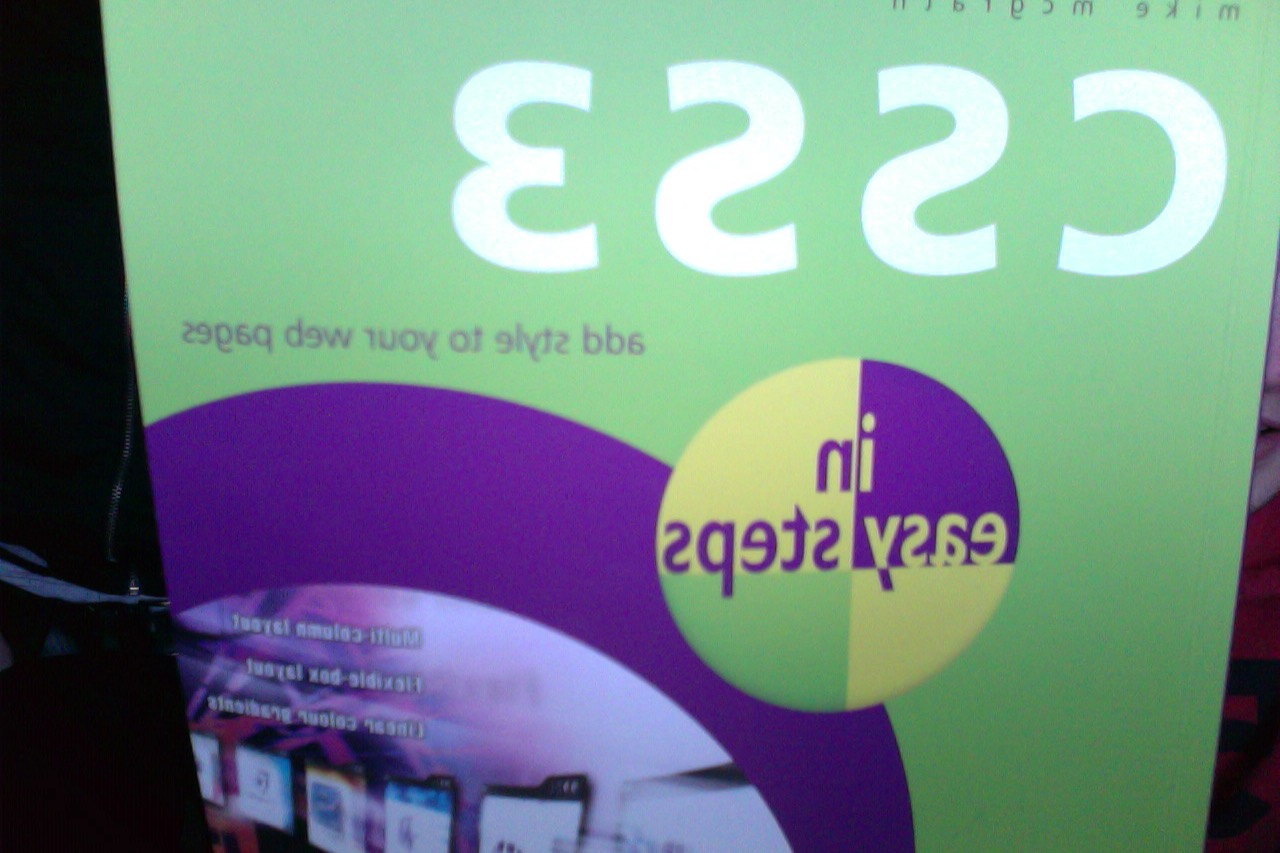 mike mcgrath
CSS3
add style to your web pages
in
easy steps
Multi-column layout
Flexible-box layout
Linear colour gradients